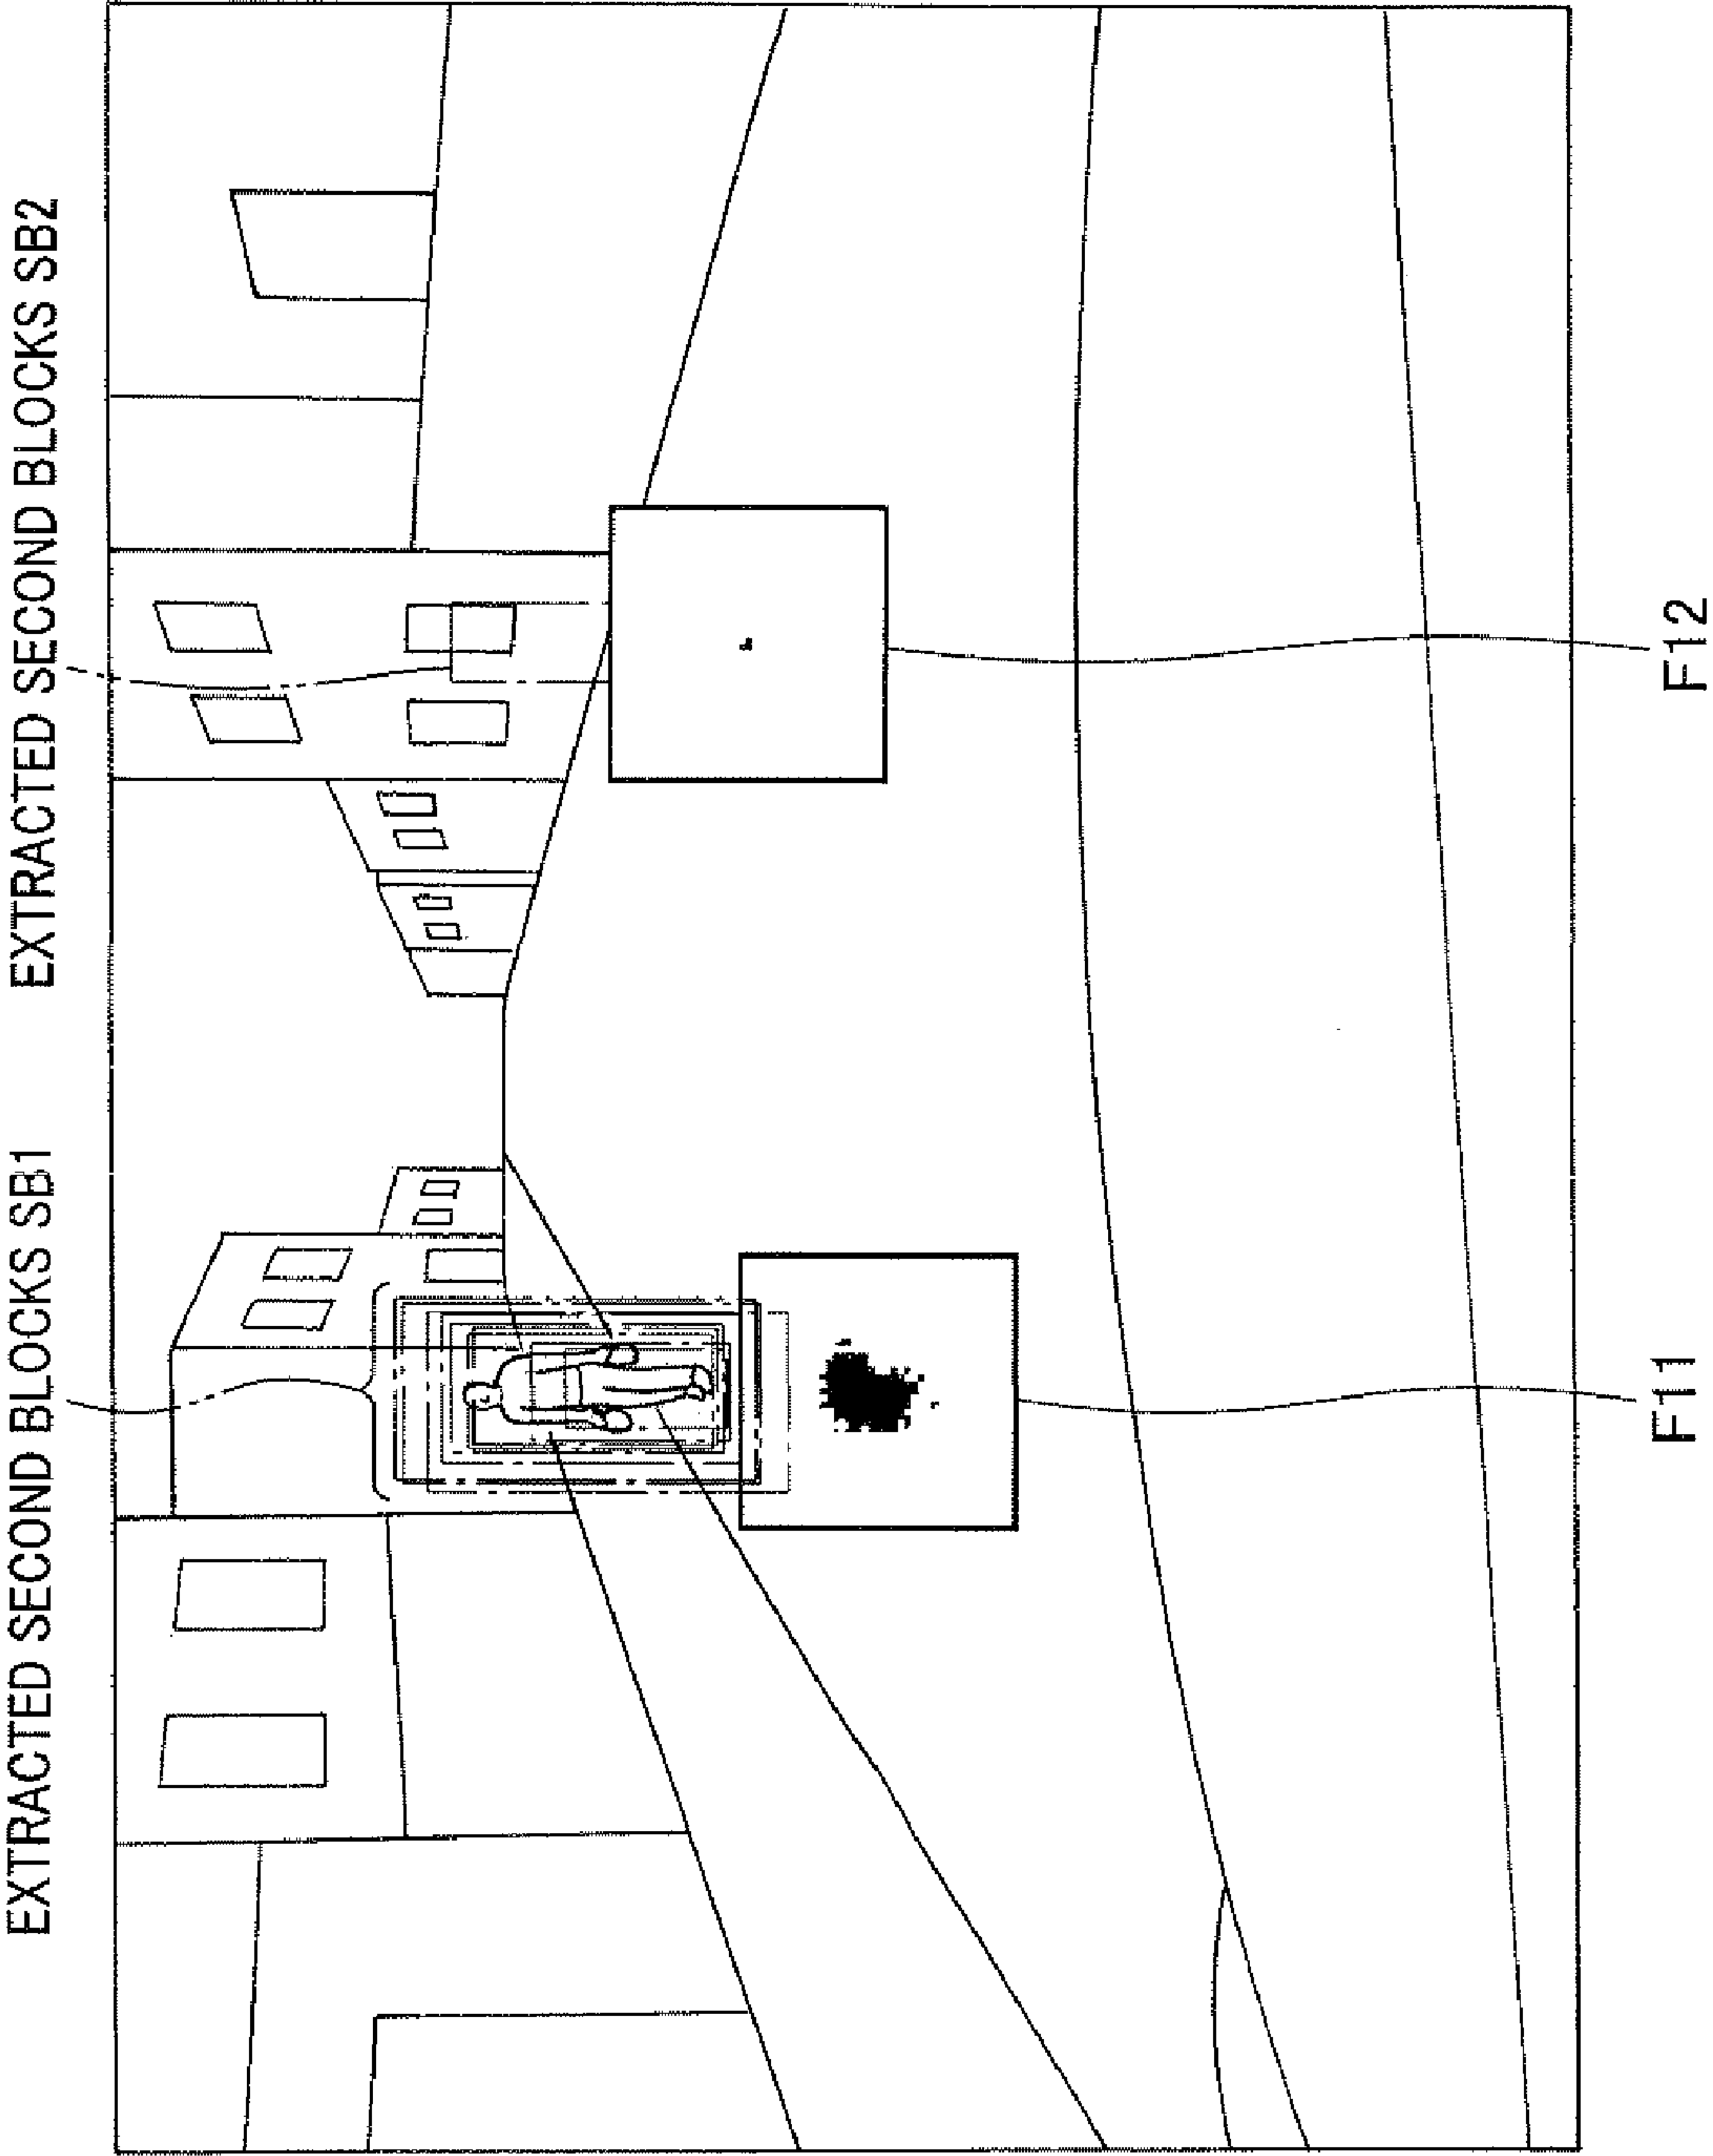 EXTRACTED SECOND BLOCKS SB1
EXTRACTED SECOND BLOCKS SB2
F11
F12